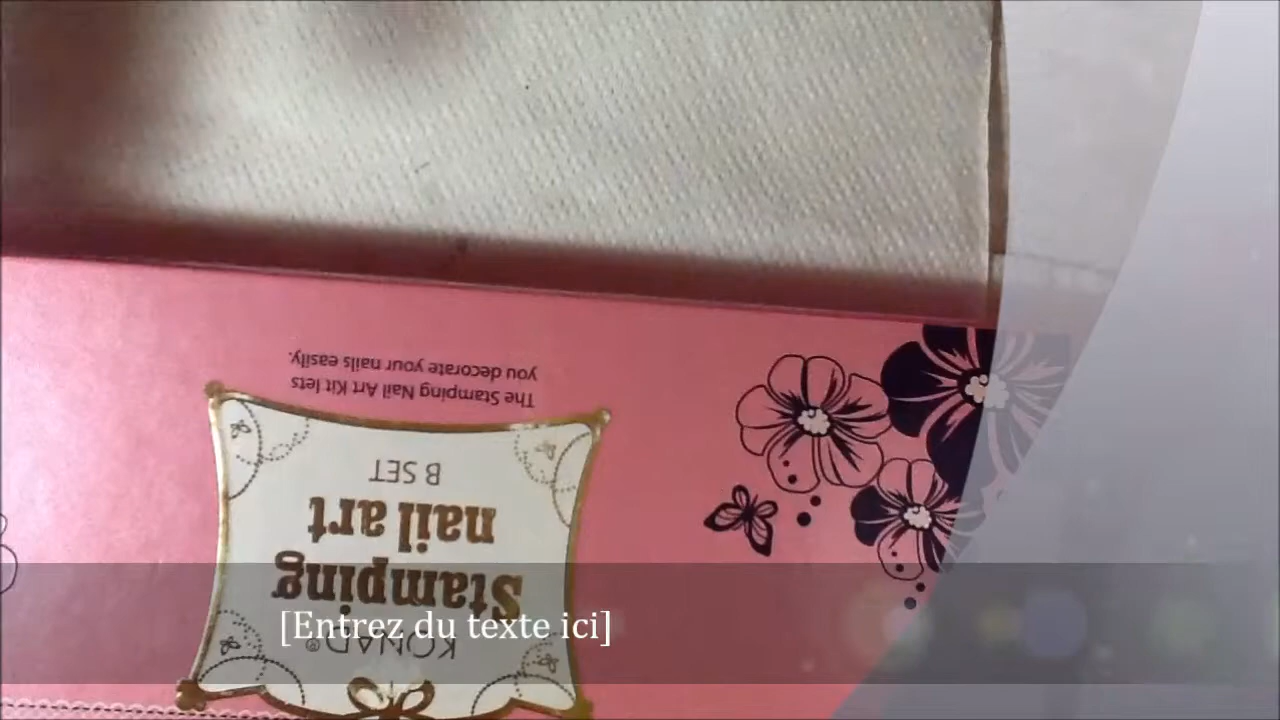 KONAD®
Stamping
nail art
B SET
The Stamping Nail Art Kit lets
you decorate your nails easily.
[Entrez du texte ici]